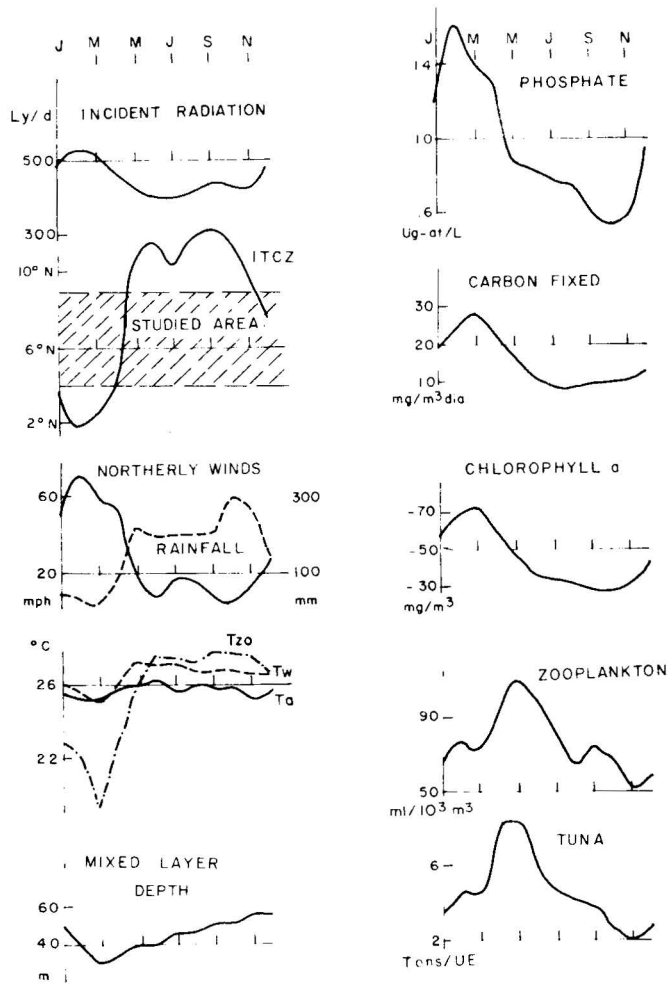 J M M J S N
Ly/d INCIDENT RADIATION
500
300
ITCZ
10° N
STUDIED AREA
6° N
2° N
NORTHERLY WINDS
60 300
RAINFALL
20 100
mph mm
°C Tzo
Tw
26
Ta
22
MIXED LAYER
DEPTH
60
40
m
J M M J S N
14 PHOSPHATE
10
.6
Ug-at/L
CARBON FIXED
30
20
10
mg/m³ dia
CHLOROPHYLL a
-70
-50
-30
mg/m³
ZOOPLANKTON
90
50
ml/10³ m³
TUNA
6
2
Tons/UE